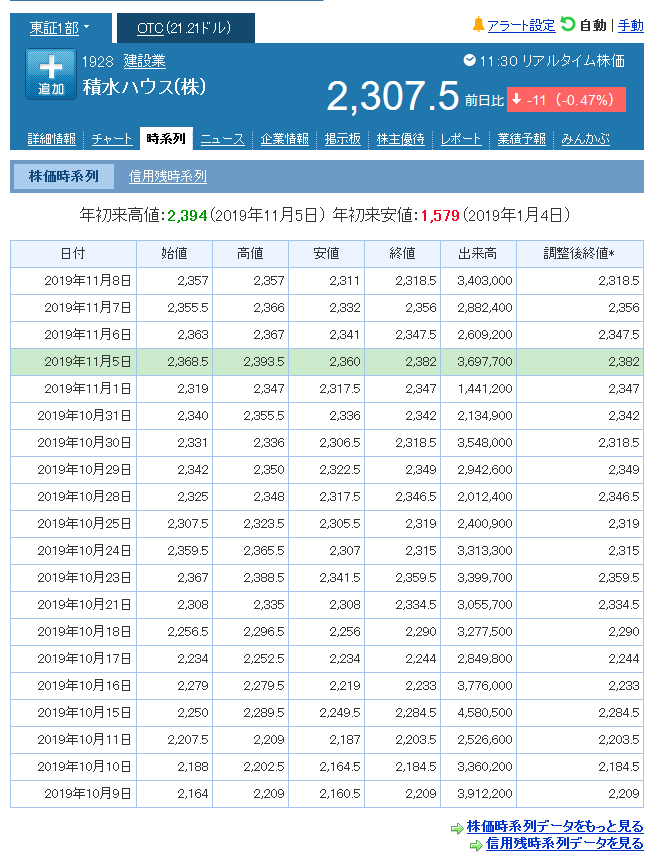 東証1部 OTC(21.21ドル) アラート設定 自動 | 手動
1928 建設業 11:30 リアルタイム株価
追加 積水ハウス(株) 2,307.5 前日比 -11 (-0.47%)
詳細情報 チャート 時系列 ニュース 企業情報 掲示板 株主優待 レポート 業績予報 みんかぶ
株価時系列 信用残時系列
年初来高値:2,394(2019年11月5日) 年初来安値:1,579(2019年1月4日)
日付 始値 高値 安値 終値 出来高 調整後終値*
2019年11月8日 2,357 2,357 2,311 2,318.5 3,403,000 2,318.5
2019年11月7日 2,355.5 2,366 2,332 2,356 2,882,400 2,356
2019年11月6日 2,363 2,367 2,341 2,347.5 2,609,200 2,347.5
2019年11月5日 2,368.5 2,393.5 2,360 2,382 3,697,700 2,382
2019年11月1日 2,319 2,347 2,317.5 2,347 1,441,200 2,347
2019年10月31日 2,340 2,355.5 2,336 2,342 2,134,900 2,342
2019年10月30日 2,331 2,336 2,306.5 2,318.5 3,548,000 2,318.5
2019年10月29日 2,342 2,350 2,322.5 2,349 2,942,600 2,349
2019年10月28日 2,325 2,348 2,317.5 2,346.5 2,012,400 2,346.5
2019年10月25日 2,307.5 2,323.5 2,305.5 2,319 2,400,900 2,319
2019年10月24日 2,359.5 2,365.5 2,307 2,315 3,313,300 2,315
2019年10月23日 2,367 2,388.5 2,341.5 2,359.5 3,399,700 2,359.5
2019年10月21日 2,308 2,335 2,308 2,334.5 3,055,700 2,334.5
2019年10月18日 2,256.5 2,296.5 2,256 2,290 3,277,500 2,290
2019年10月17日 2,234 2,252.5 2,234 2,244 2,849,800 2,244
2019年10月16日 2,279 2,279.5 2,219 2,233 3,776,000 2,233
2019年10月15日 2,250 2,289.5 2,249.5 2,284.5 4,580,500 2,284.5
2019年10月11日 2,207.5 2,209 2,187 2,203.5 2,526,600 2,203.5
2019年10月10日 2,188 2,202.5 2,164.5 2,184.5 3,360,200 2,184.5
2019年10月9日 2,164 2,209 2,160.5 2,209 3,912,200 2,209
株価時系列データをもっと見る
信用残時系列データを見る